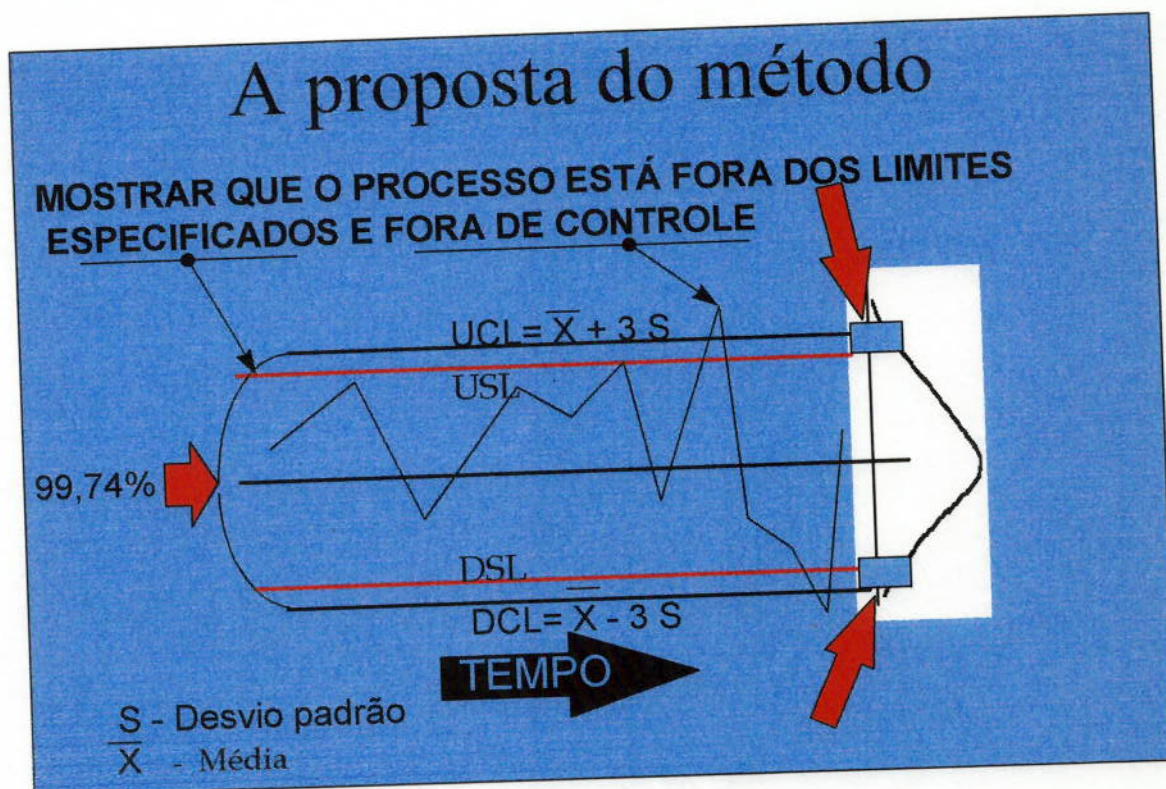 A proposta do método
MOSTRAR QUE O PROCESSO ESTÁ FORA DOS LIMITES
ESPECIFICADOS E FORA DE CONTROLE
UCL= X̅ + 3 S
USL
99,74%
DSL
DCL= X̅ - 3 S
TEMPO
S - Desvio padrão
X̅ - Média